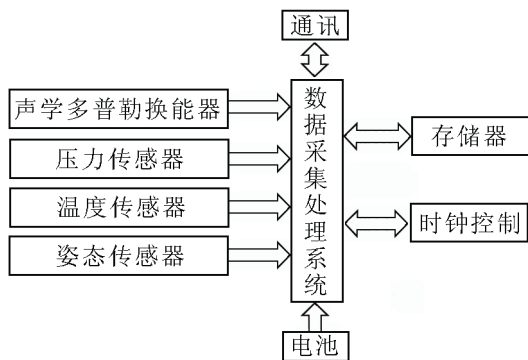 通讯
声学多普勒换能器
压力传感器
温度传感器
姿态传感器
数据采集处理系统
存储器
时钟控制
电池